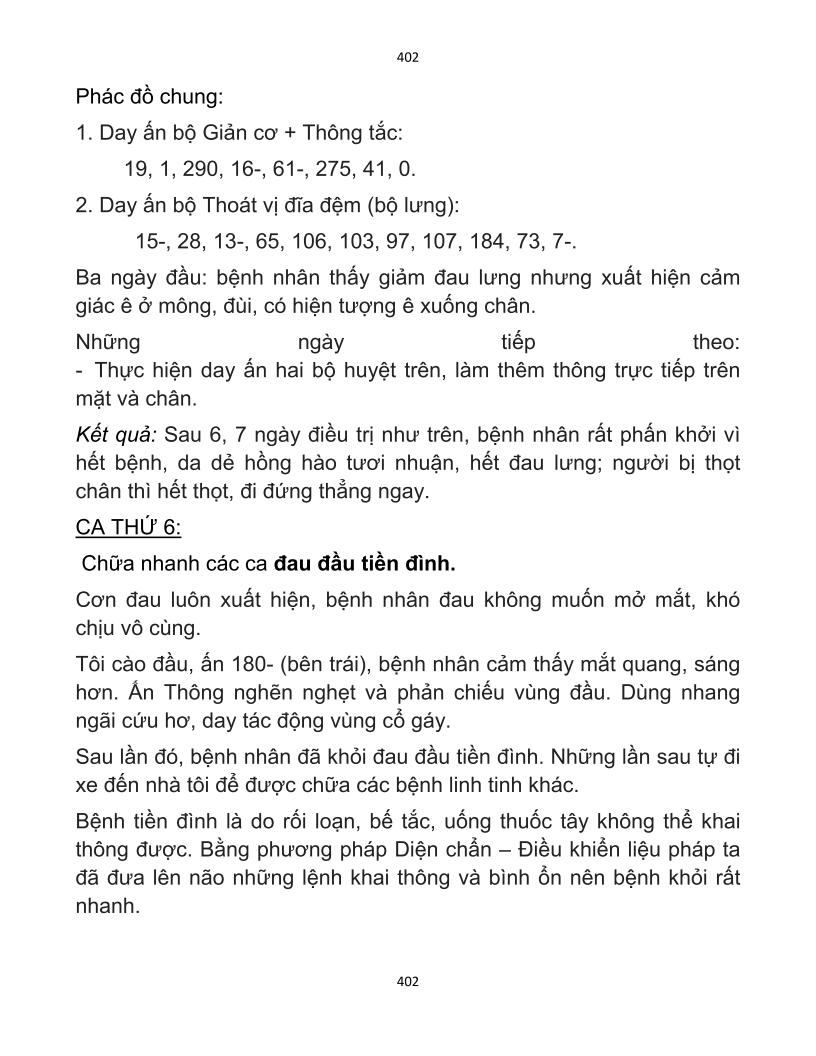 402
Phác đồ chung:
1. Day ấn bộ Giản cơ + Thông tắc:
19, 1, 290, 16-, 61-, 275, 41, 0.
2. Day ấn bộ Thoát vị đĩa đệm (bộ lưng):
15-, 28, 13-, 65, 106, 103, 97, 107, 184, 73, 7-.
Ba ngày đầu: bệnh nhân thấy giảm đau lưng nhưng xuất hiện cảm
giác ê ở mông, đùi, có hiện tượng ê xuống chân.
Những ngày tiếp theo:
- Thực hiện day ấn hai bộ huyệt trên, làm thêm thông trực tiếp trên
mặt và chân.
Kết quả: Sau 6, 7 ngày điều trị như trên, bệnh nhân rất phấn khởi vì
hết bệnh, da dẻ hồng hào tươi nhuận, hết đau lưng; người bị thọt
chân thì hết thọt, đi đứng thẳng ngay.
CA THỨ 6:
Chữa nhanh các ca đau đầu tiền đình.
Cơn đau luôn xuất hiện, bệnh nhân đau không muốn mở mắt, khó
chịu vô cùng.
Tôi cào đầu, ấn 180- (bên trái), bệnh nhân cảm thấy mắt quang, sáng
hơn. Ấn Thông nghẽn nghẹt và phản chiếu vùng đầu. Dùng nhang
ngãi cứu hơ, day tác động vùng cổ gáy.
Sau lần đó, bệnh nhân đã khỏi đau đầu tiền đình. Những lần sau tự đi
xe đến nhà tôi để được chữa các bệnh linh tinh khác.
Bệnh tiền đình là do rối loạn, bế tắc, uống thuốc tây không thể khai
thông được. Bằng phương pháp Diện chẩn – Điều khiển liệu pháp ta
đã đưa lên não những lệnh khai thông và bình ổn nên bệnh khỏi rất
nhanh.
402